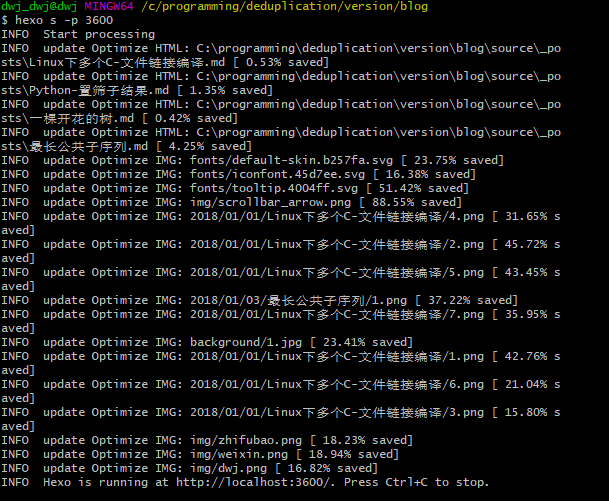 dwj_dwj@dwj MINGW64 /c/programming/deduplication/version/blog
$ hexo s -p 3600
INFO  Start processing
INFO  update Optimize HTML: C:\programming\deduplication\version\blog\source\_po
sts\Linux下多个C-文件链接编译.md [ 0.53% saved]
INFO  update Optimize HTML: C:\programming\deduplication\version\blog\source\_po
sts\Python-置筛子结果.md [ 1.35% saved]
INFO  update Optimize HTML: C:\programming\deduplication\version\blog\source\_po
sts\一棵开花的树.md [ 0.42% saved]
INFO  update Optimize HTML: C:\programming\deduplication\version\blog\source\_po
sts\最长公共子序列.md [ 4.25% saved]
INFO  update Optimize IMG: fonts/default-skin.b257fa.svg [ 23.75% saved]
INFO  update Optimize IMG: fonts/iconfont.45d7ee.svg [ 16.38% saved]
INFO  update Optimize IMG: fonts/tooltip.4004ff.svg [ 51.42% saved]
INFO  update Optimize IMG: img/scrollbar_arrow.png [ 88.55% saved]
INFO  update Optimize IMG: 2018/01/01/Linux下多个C-文件链接编译/4.png [ 31.65% s
aved]
INFO  update Optimize IMG: 2018/01/01/Linux下多个C-文件链接编译/2.png [ 45.72% s
aved]
INFO  update Optimize IMG: 2018/01/01/Linux下多个C-文件链接编译/5.png [ 43.45% s
aved]
INFO  update Optimize IMG: 2018/01/03/最长公共子序列/1.png [ 37.22% saved]
INFO  update Optimize IMG: 2018/01/01/Linux下多个C-文件链接编译/7.png [ 35.95% s
aved]
INFO  update Optimize IMG: background/1.jpg [ 23.41% saved]
INFO  update Optimize IMG: 2018/01/01/Linux下多个C-文件链接编译/1.png [ 42.76% s
aved]
INFO  update Optimize IMG: 2018/01/01/Linux下多个C-文件链接编译/6.png [ 21.04% s
aved]
INFO  update Optimize IMG: 2018/01/01/Linux下多个C-文件链接编译/3.png [ 15.80% s
aved]
INFO  update Optimize IMG: img/zhifubao.png [ 18.23% saved]
INFO  update Optimize IMG: img/weixin.png [ 18.94% saved]
INFO  update Optimize IMG: img/dwj.png [ 16.82% saved]
INFO  Hexo is running at http://localhost:3600/. Press Ctrl+C to stop.